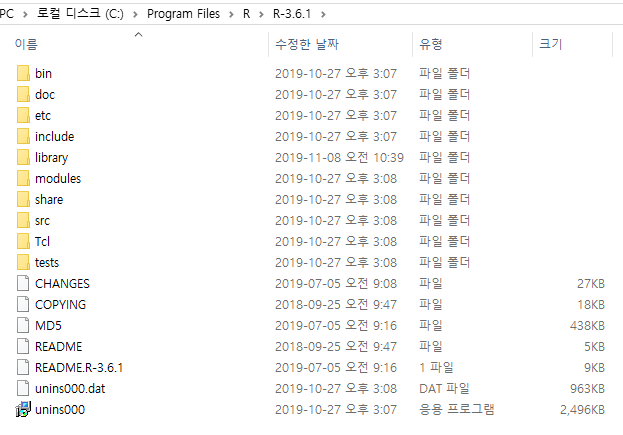 PC > 로컬 디스크 (C:) > Program Files > R > R-3.6.1 >
이름 수정한 날짜 유형 크기
bin 2019-10-27 오후 3:07 파일 폴더
doc 2019-10-27 오후 3:07 파일 폴더
etc 2019-10-27 오후 3:07 파일 폴더
include 2019-10-27 오후 3:07 파일 폴더
library 2019-11-08 오전 10:39 파일 폴더
modules 2019-10-27 오후 3:08 파일 폴더
share 2019-10-27 오후 3:08 파일 폴더
src 2019-10-27 오후 3:08 파일 폴더
Tcl 2019-10-27 오후 3:08 파일 폴더
tests 2019-10-27 오후 3:08 파일 폴더
CHANGES 2019-07-05 오전 9:08 파일 27KB
COPYING 2018-09-25 오전 9:47 파일 18KB
MD5 2019-07-05 오전 9:16 파일 438KB
README 2018-09-25 오전 9:47 파일 5KB
README.R-3.6.1 2019-07-05 오전 9:16 1 파일 9KB
unins000.dat 2019-10-27 오후 3:08 DAT 파일 963KB
unins000 2019-10-27 오후 3:07 응용 프로그램 2,496KB